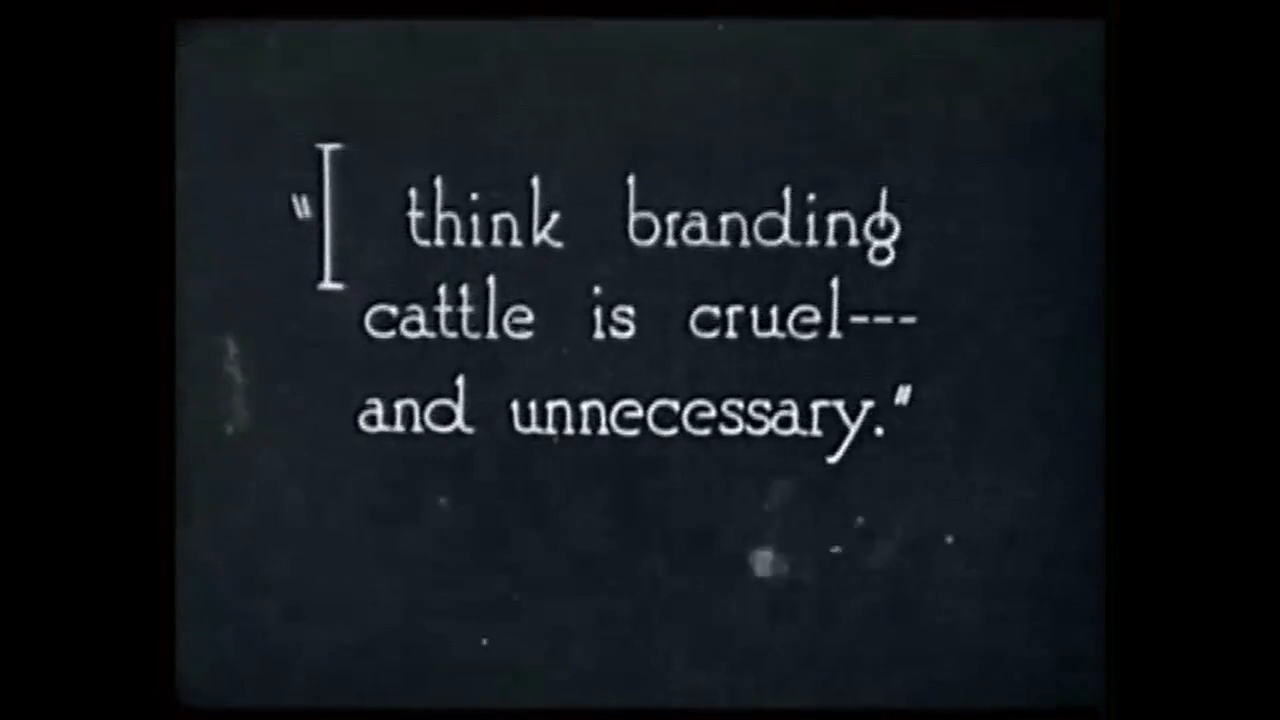 "I think branding
cattle is cruel---
and unnecessary."